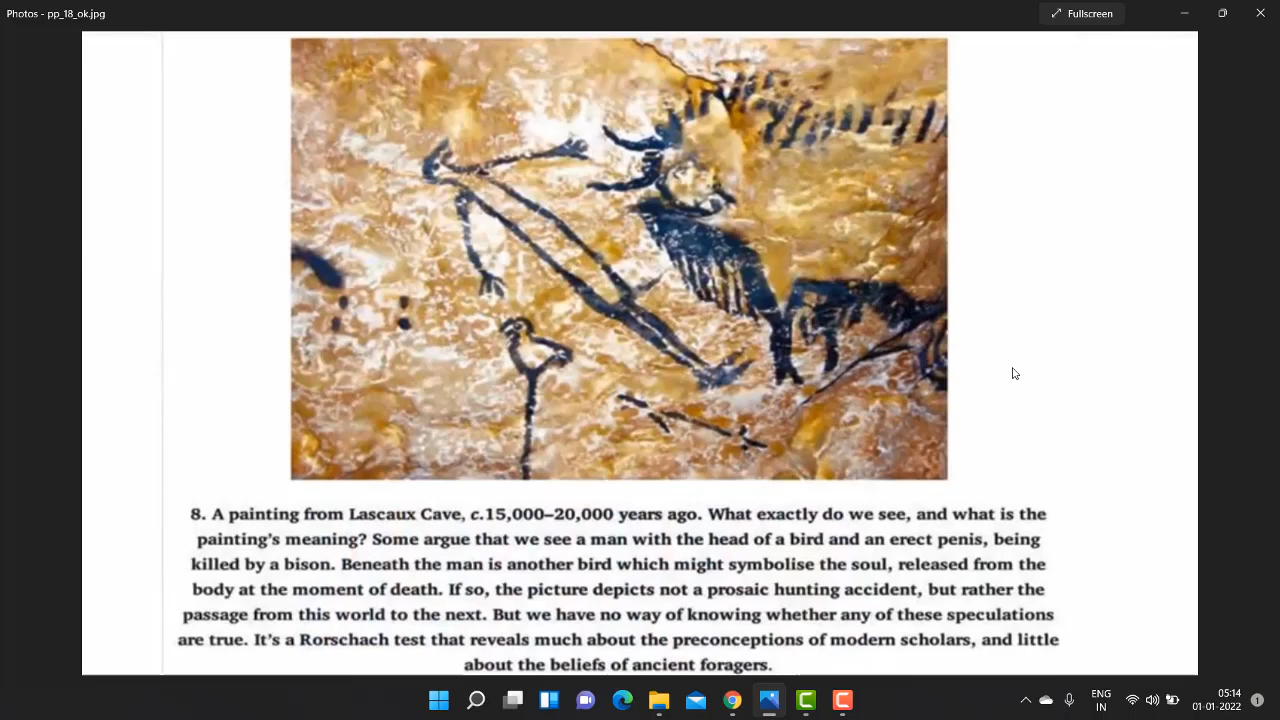 Photos - pp_18_ok.jpg
Fullscreen
8. A painting from Lascaux Cave, c.15,000–20,000 years ago. What exactly do we see, and what is the
painting's meaning? Some argue that we see a man with the head of a bird and an erect penis, being
killed by a bison. Beneath the man is another bird which might symbolise the soul, released from the
body at the moment of death. If so, the picture depicts not a prosaic hunting accident, but rather the
passage from this world to the next. But we have no way of knowing whether any of these speculations
are true. It's a Rorschach test that reveals much about the preconceptions of modern scholars, and little
about the beliefs of ancient foragers.
ENG
IN
05:14
01-01-2022
1